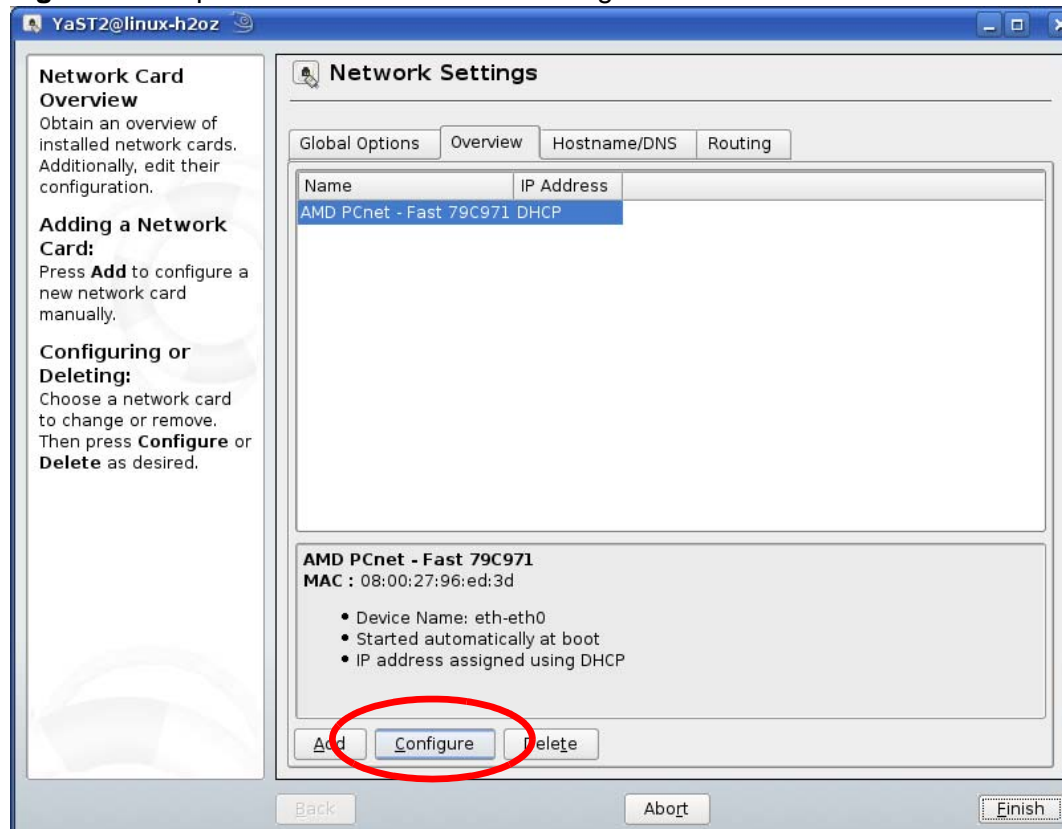 YaST2@linux-h2oz
Network Card
Overview
Obtain an overview of
installed network cards.
Additionally, edit their
configuration.
Adding a Network
Card:
Press Add to configure a
new network card
manually.
Configuring or
Deleting:
Choose a network card
to change or remove.
Then press Configure or
Delete as desired.
Network Settings
Global Options Overview Hostname/DNS Routing
Name IP Address
AMD PCnet - Fast 79C971 DHCP
AMD PCnet - Fast 79C971
MAC : 08:00:27:96:ed:3d
• Device Name: eth-eth0
• Started automatically at boot
• IP address assigned using DHCP
Add Configure Delete
Back Abort Finish